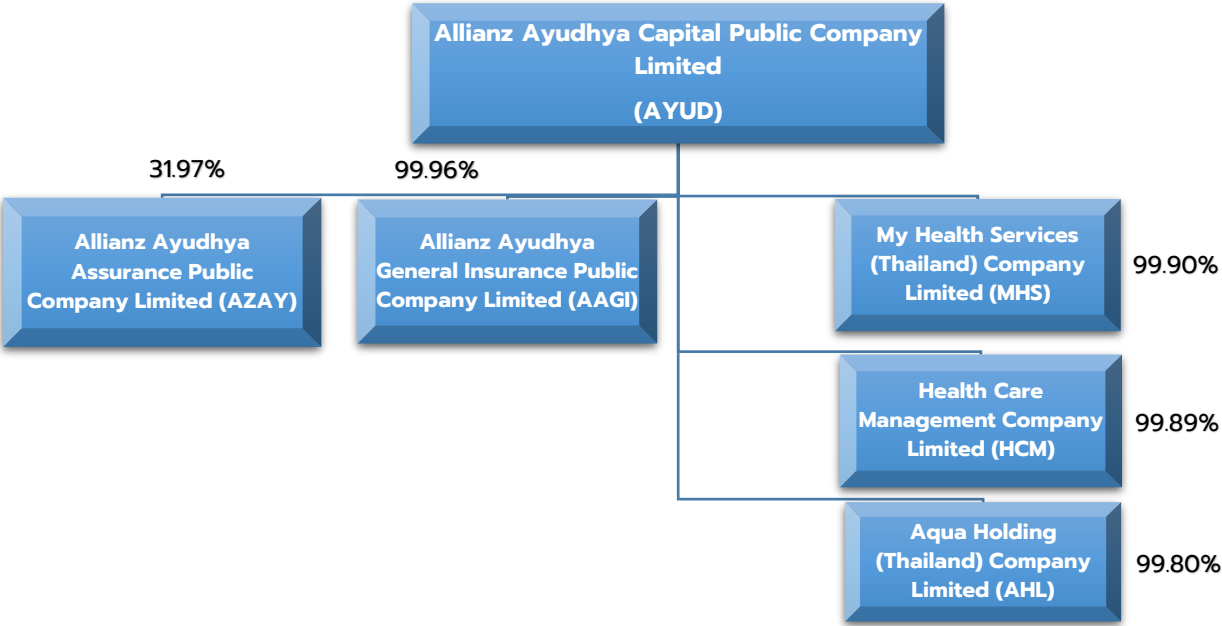 Allianz Ayudhya Capital Public Company
Limited
(AYUD)
31.97%
99.96%
Allianz Ayudhya
Assurance Public
Company Limited (AZAY)
Allianz Ayudhya
General Insurance Public
Company Limited (AAGI)
My Health Services
(Thailand) Company
Limited (MHS)
99.90%
Health Care
Management Company
Limited (HCM)
99.89%
Aqua Holding
(Thailand) Company
Limited (AHL)
99.80%